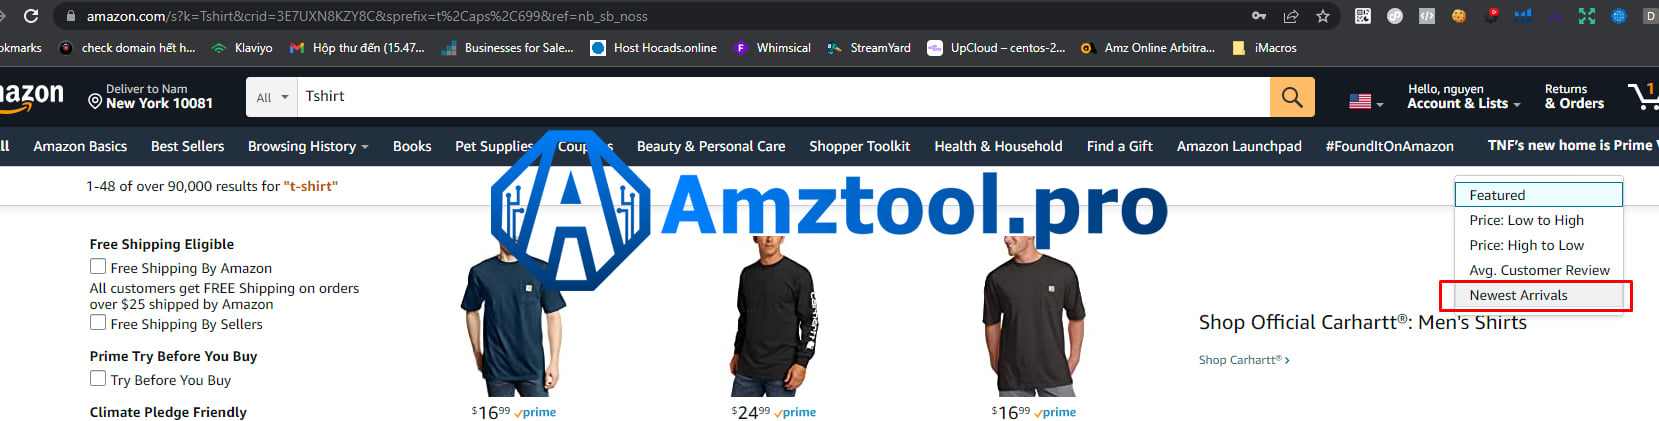 amazon.com/s?k=Tshirt&crid=3E7UXN8KZY8C&sprefix=t%2Caps%2C699&ref=nb_sb_noss
okmarks check domain hết h... Klaviyo Hộp thư đến (15.47... Businesses for Sale... Host Hocads.online Whimsical StreamYard UpCloud – centos-2... Amz Online Arbitra... iMacros
mazon Deliver to Nam Hello, nguyen Returns 1
New York 10081 All Tshirt Account & Lists & Orders
ll Amazon Basics Best Sellers Browsing History Books Pet Supplies Coupons Beauty & Personal Care Shopper Toolkit Health & Household Find a Gift Amazon Launchpad #FoundItOnAmazon TNF's new home is Prime
1-48 of over 90,000 results for "t-shirt"
Amztool.pro
Featured
Price: Low to High
Price: High to Low
Avg. Customer Review
Newest Arrivals
Free Shipping Eligible
Free Shipping By Amazon
All customers get FREE Shipping on orders
over $25 shipped by Amazon
Free Shipping By Sellers
Prime Try Before You Buy
Try Before You Buy
Climate Pledge Friendly
$16.99 prime
$24.99 prime
$16.99 prime
Shop Official Carhartt®: Men's Shirts
Shop Carhartt®